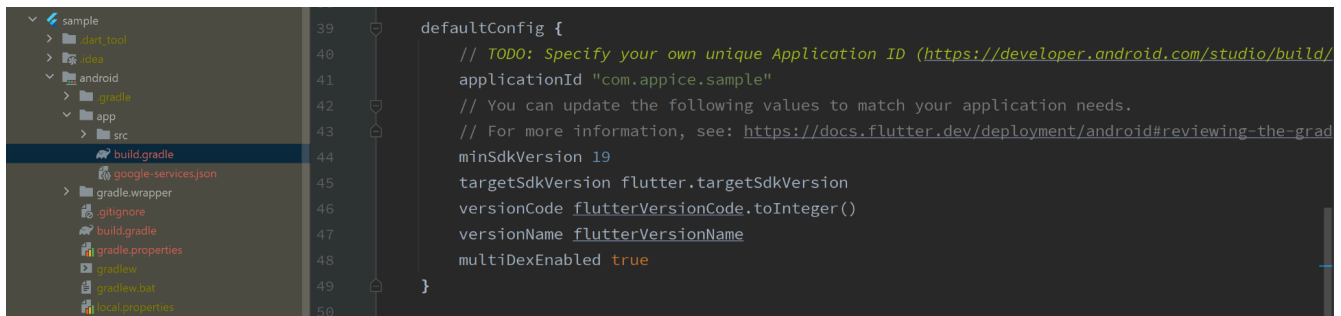 sample
.dart_tool
.idea
android
.gradle
app
src
build.gradle
google-services.json
gradle.wrapper
.gitignore
build.gradle
gradle.properties
gradlew
gradlew.bat
local.properties
39 defaultConfig {
40 // TODO: Specify your own unique Application ID (https://developer.android.com/studio/build/
41 applicationId "com.appice.sample"
42 // You can update the following values to match your application needs.
43 // For more information, see: https://docs.flutter.dev/deployment/android#reviewing-the-grad
44 minSdkVersion 19
45 targetSdkVersion flutter.targetSdkVersion
46 versionCode flutterVersionCode.toInteger()
47 versionName flutterVersionName
48 multiDexEnabled true
49 }
50